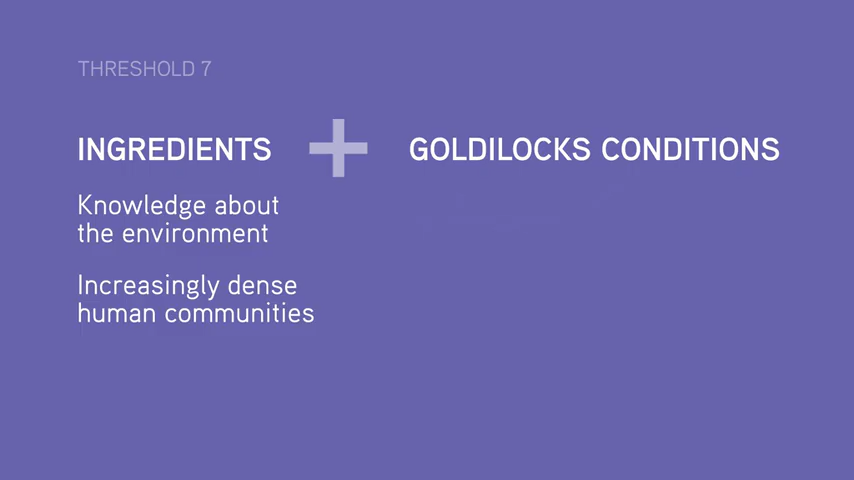 THRESHOLD 7
INGREDIENTS + GOLDILOCKS CONDITIONS
Knowledge about
the environment
Increasingly dense
human communities